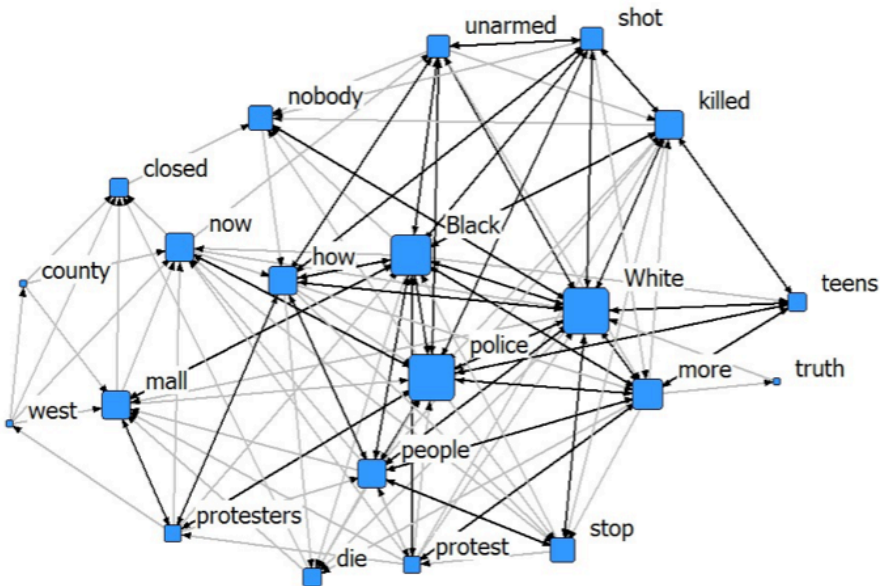 unarmed
shot
nobody
killed
closed
now
Black
county
how
White
teens
police
mall
more
truth
west
people
protesters
die
protest
stop